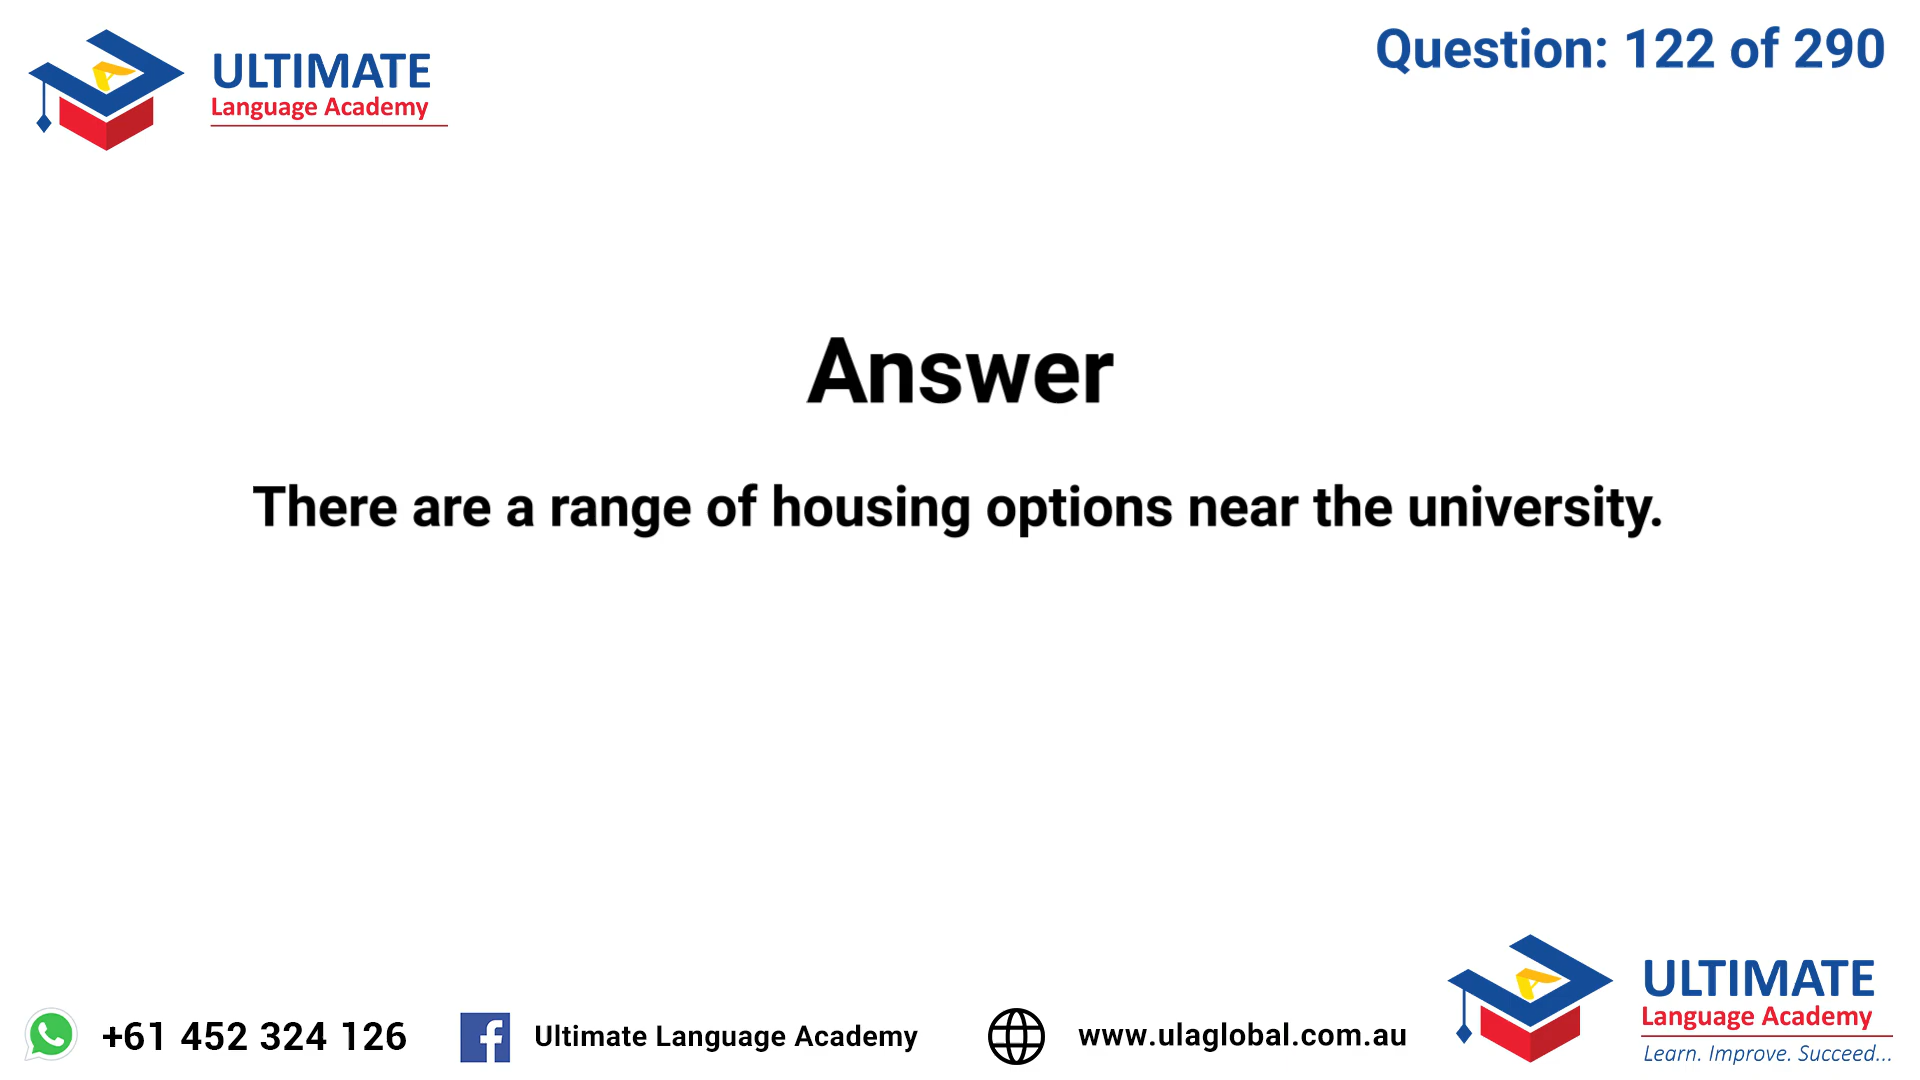 ULTIMATE
Language Academy
Question: 122 of 290
Answer
There are a range of housing options near the university.
+61 452 324 126
Ultimate Language Academy
www.ulaglobal.com.au
ULTIMATE
Language Academy
Learn. Improve. Succeed...